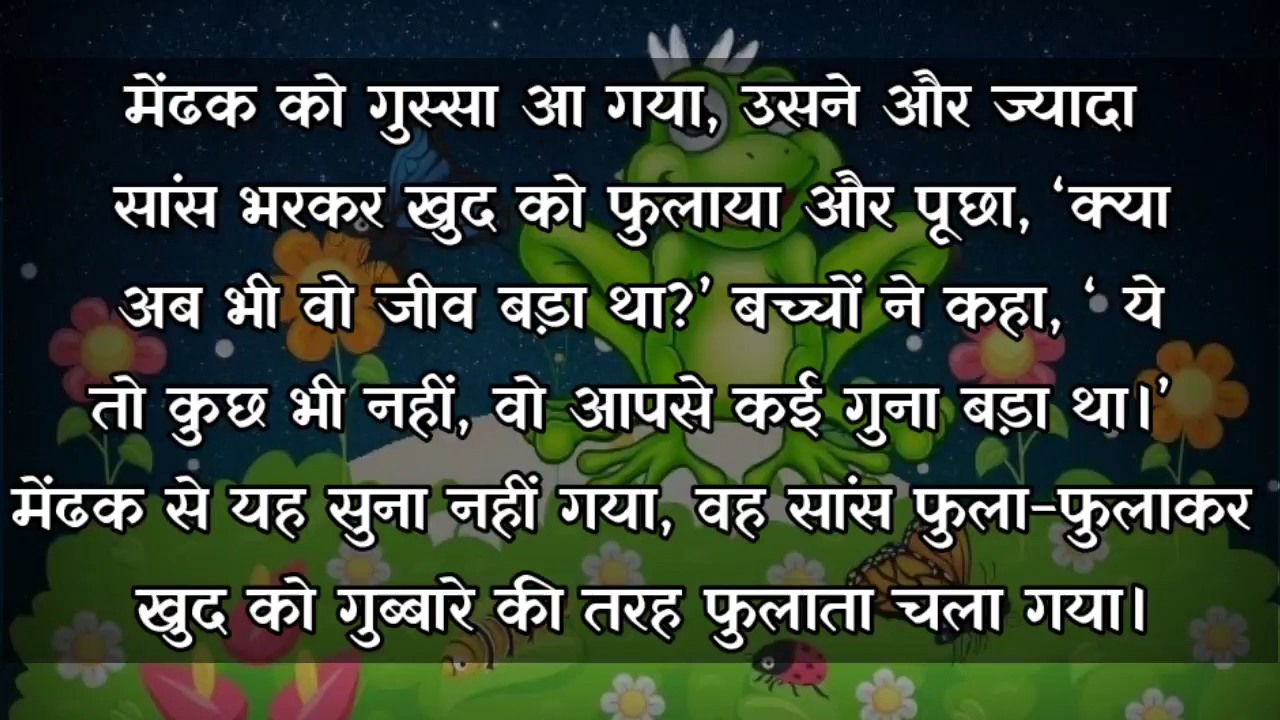 मेंढक को गुस्सा आ गया, उसने और ज्यादा
सांस भरकर खुद को फुलाया और पूछा, ‘क्या
अब भी वो जीव बड़ा था?’ बच्चों ने कहा, ‘ ये
तो कुछ भी नहीं, वो आपसे कई गुना बड़ा था।’
मेंढक से यह सुना नहीं गया, वह सांस फुला-फुलाकर
खुद को गुब्बारे की तरह फुलाता चला गया।